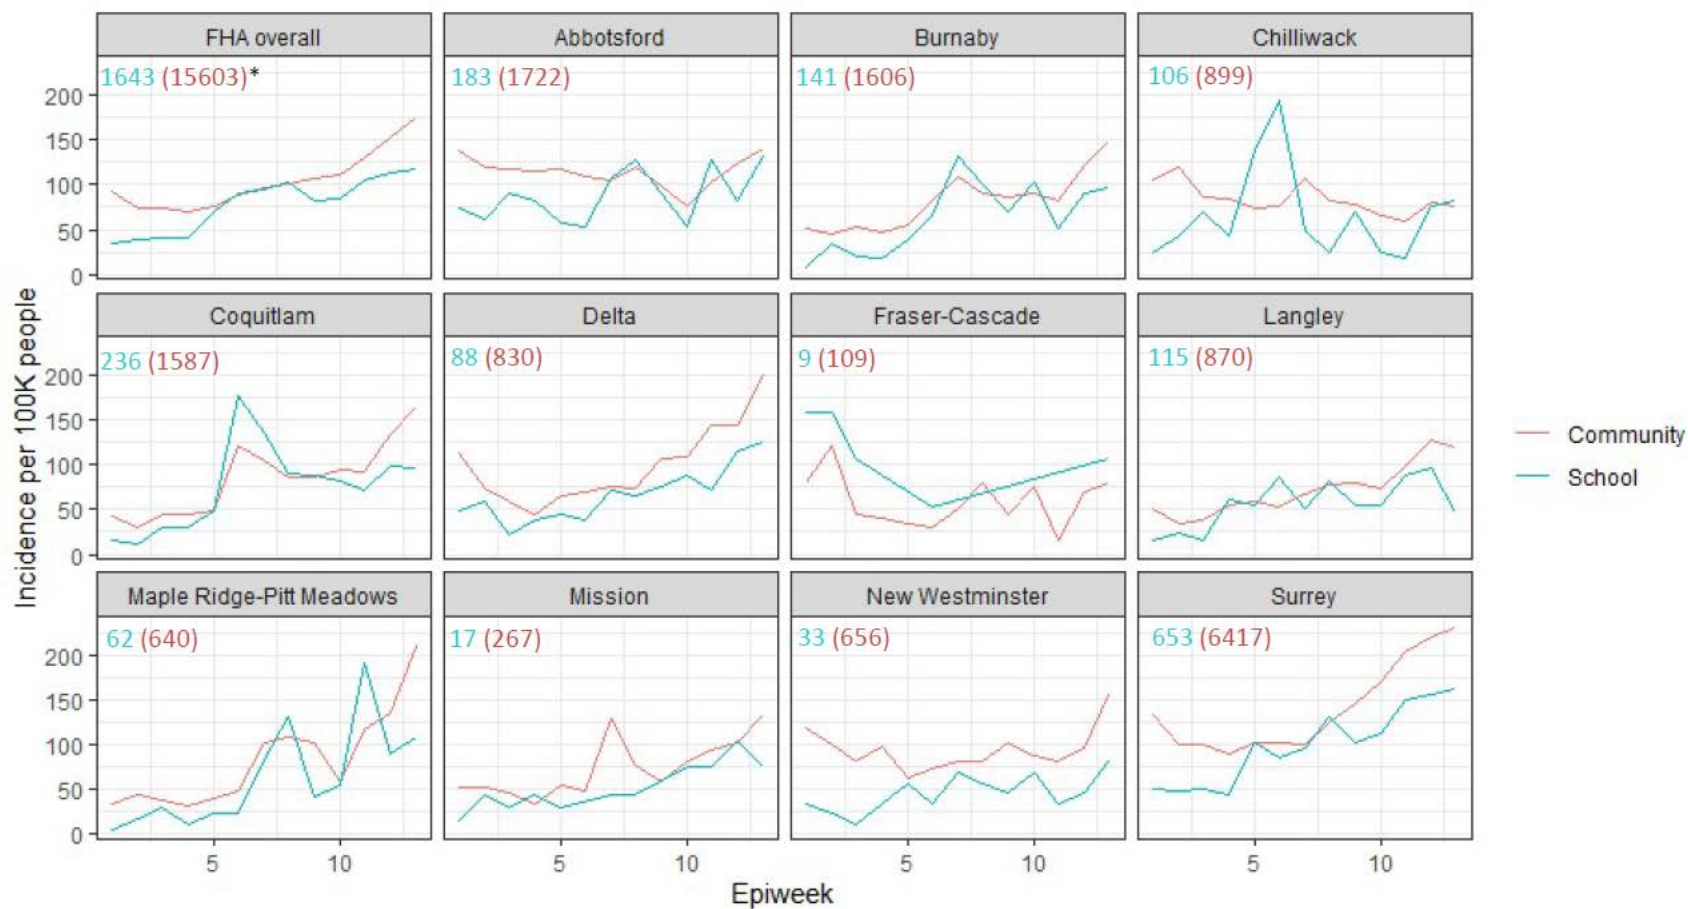 FHA overall
Abbotsford
Burnaby
Chilliwack
1643 (15603)*
183 (1722)
141 (1606)
106 (899)
200
150
100
50
0
Coquitlam
Delta
Fraser-Cascade
Langley
236 (1587)
88 (830)
9 (109)
115 (870)
200
150
100
50
0
Incidence per 100K people
Community
School
Maple Ridge-Pitt Meadows
Mission
New Westminster
Surrey
62 (640)
17 (267)
33 (656)
653 (6417)
200
150
100
50
0
5 10 5 10 5 10 5 10
Epiweek